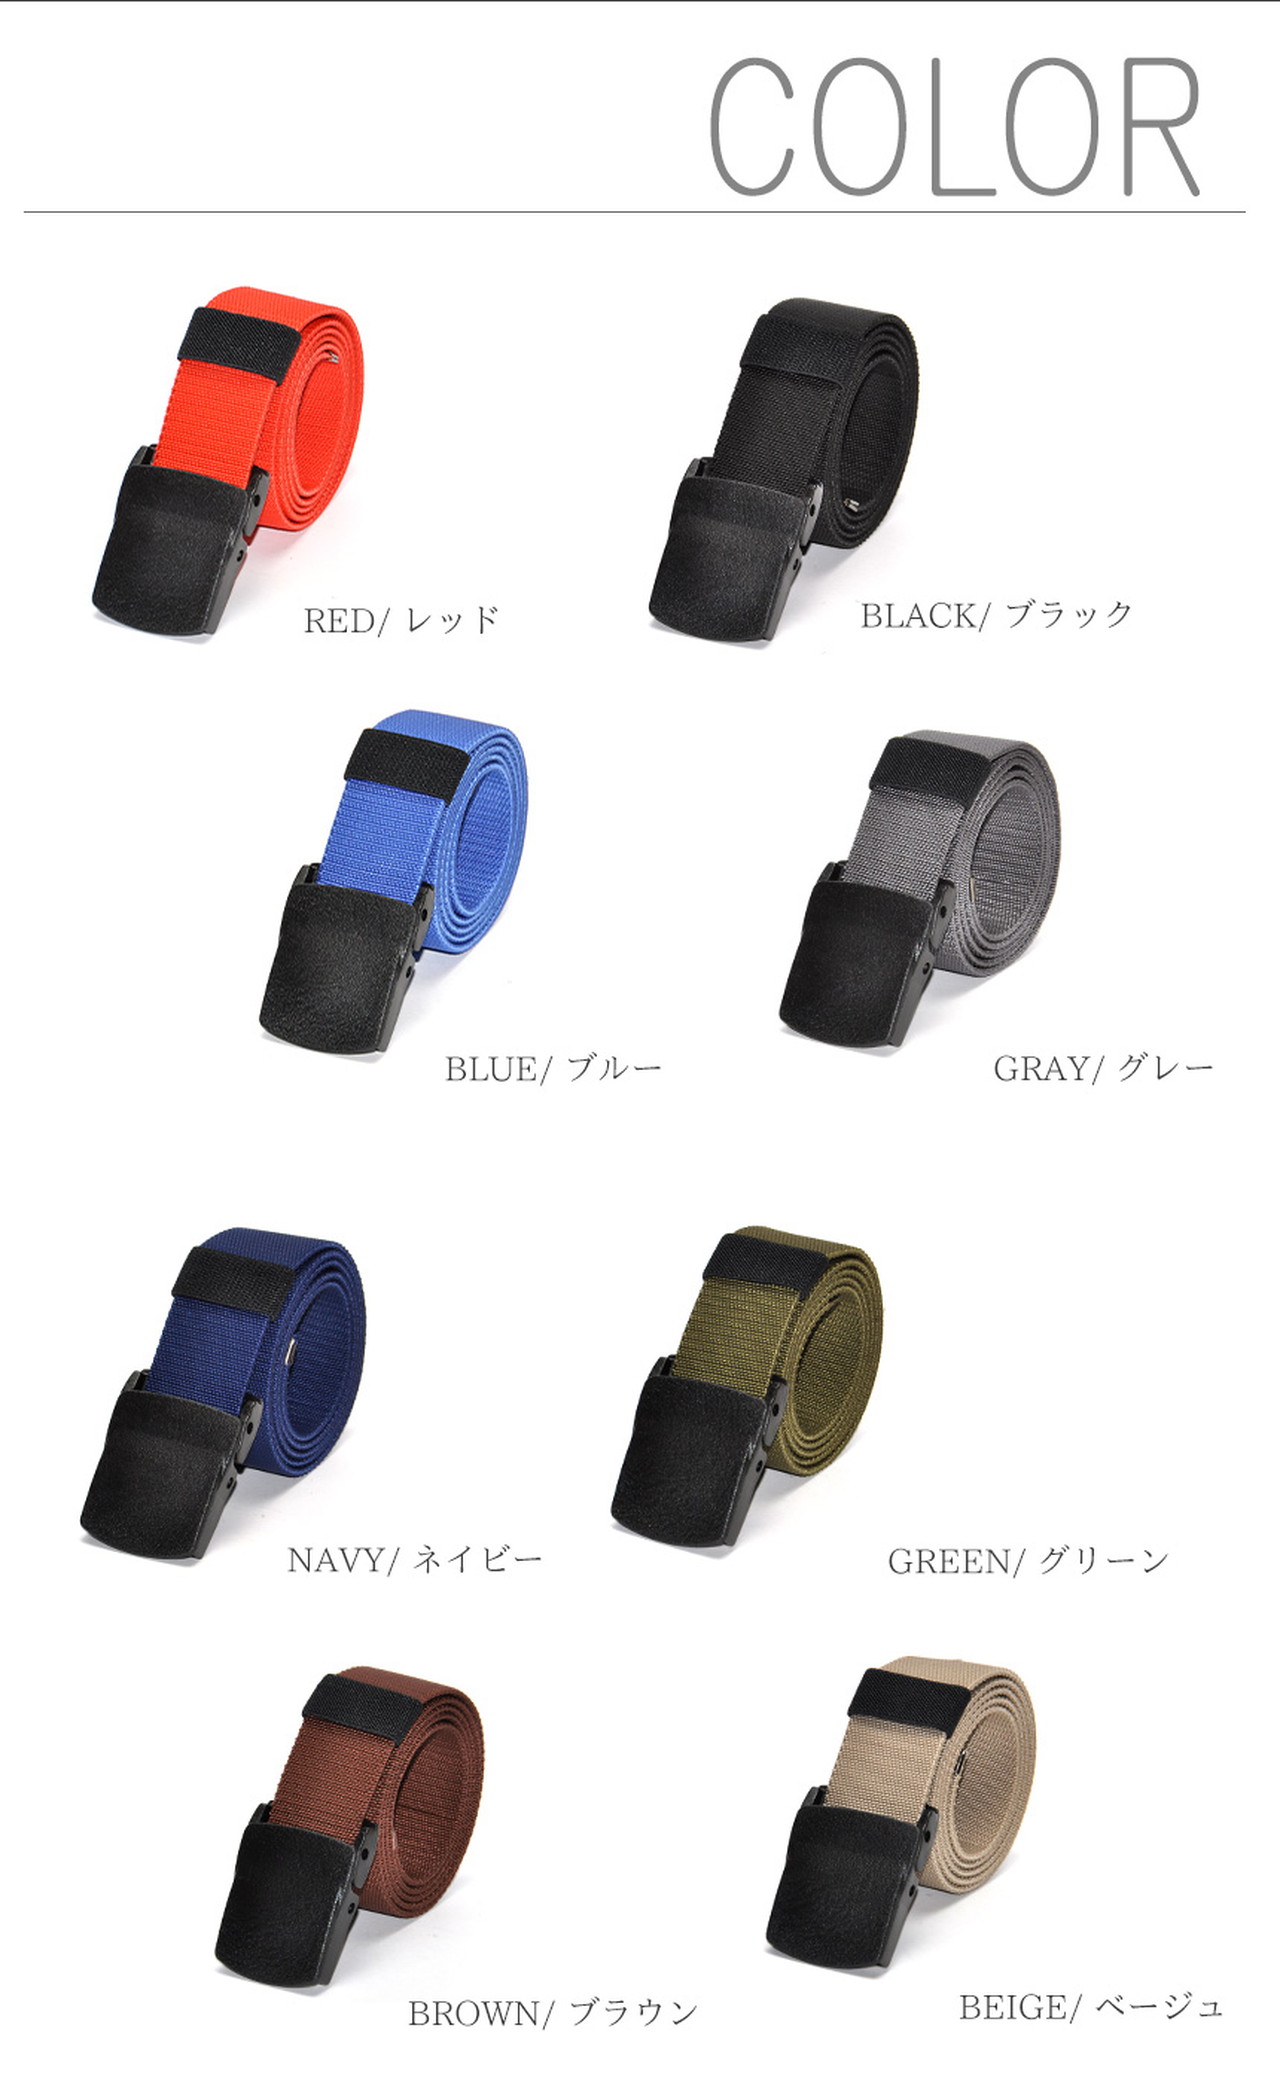 COLOR
RED/ レッド
BLACK/ ブラック
BLUE/ ブルー
GRAY/ グレー
NAVY/ ネイビー
GREEN/ グリーン
BROWN/ ブラウン
BEIGE/ ベージュ